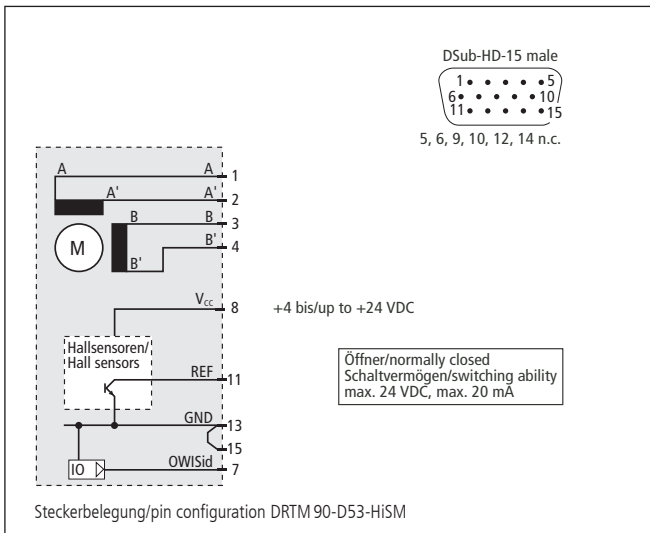 DSub-HD-15 male
1 5
6 10
11 15
5, 6, 9, 10, 12, 14 n.c.
A A 1
A' A' 2
B B 3
M B' 4
B'
Vcc 8 +4 bis/up to +24 VDC
Hallsensoren/
Hall sensors
REF 11
Öffner/normally closed
Schaltvermögen/switching ability
max. 24 VDC, max. 20 mA
GND 13
15
IO OWISid 7
Steckerbelegung/pin configuration DRTM 90-D53-HiSM